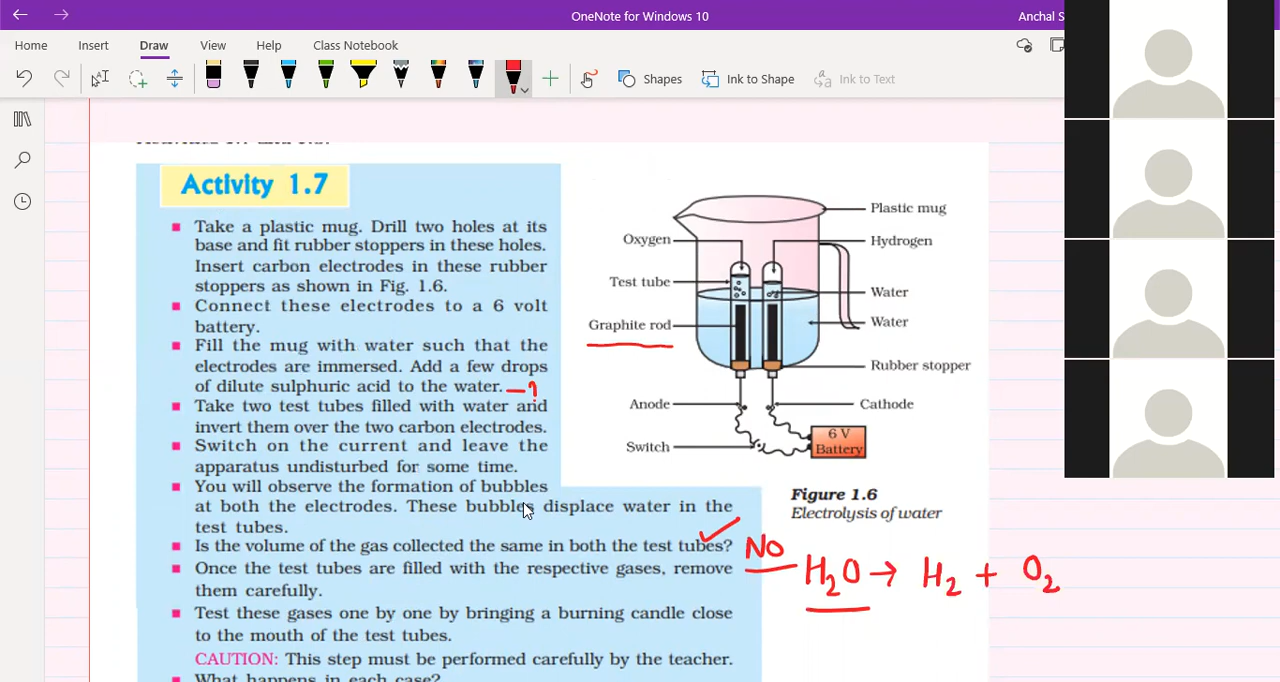 OneNote for Windows 10
Anchal S
Home Insert Draw View Help Class Notebook
Shapes Ink to Shape Ink to Text
Activity 1.7
Take a plastic mug. Drill two holes at its
base and fit rubber stoppers in these holes.
Insert carbon electrodes in these rubber
stoppers as shown in Fig. 1.6.
Connect these electrodes to a 6 volt
battery.
Fill the mug with water such that the
electrodes are immersed. Add a few drops
of dilute sulphuric acid to the water.
Take two test tubes filled with water and
invert them over the two carbon electrodes.
Switch on the current and leave the
apparatus undisturbed for some time.
You will observe the formation of bubbles
at both the electrodes. These bubbles displace water in the
test tubes.
Is the volume of the gas collected the same in both the test tubes?
Once the test tubes are filled with the respective gases, remove
them carefully.
Test these gases one by one by bringing a burning candle close
to the mouth of the test tubes.
CAUTION: This step must be performed carefully by the teacher.
What happens in each case?
Plastic mug
Oxygen
Hydrogen
Test tube
Water
Graphite rod
Water
Rubber stopper
Anode
Cathode
Switch
6 V
Battery
Figure 1.6
Electrolysis of water
No
H₂O → H₂ + O₂